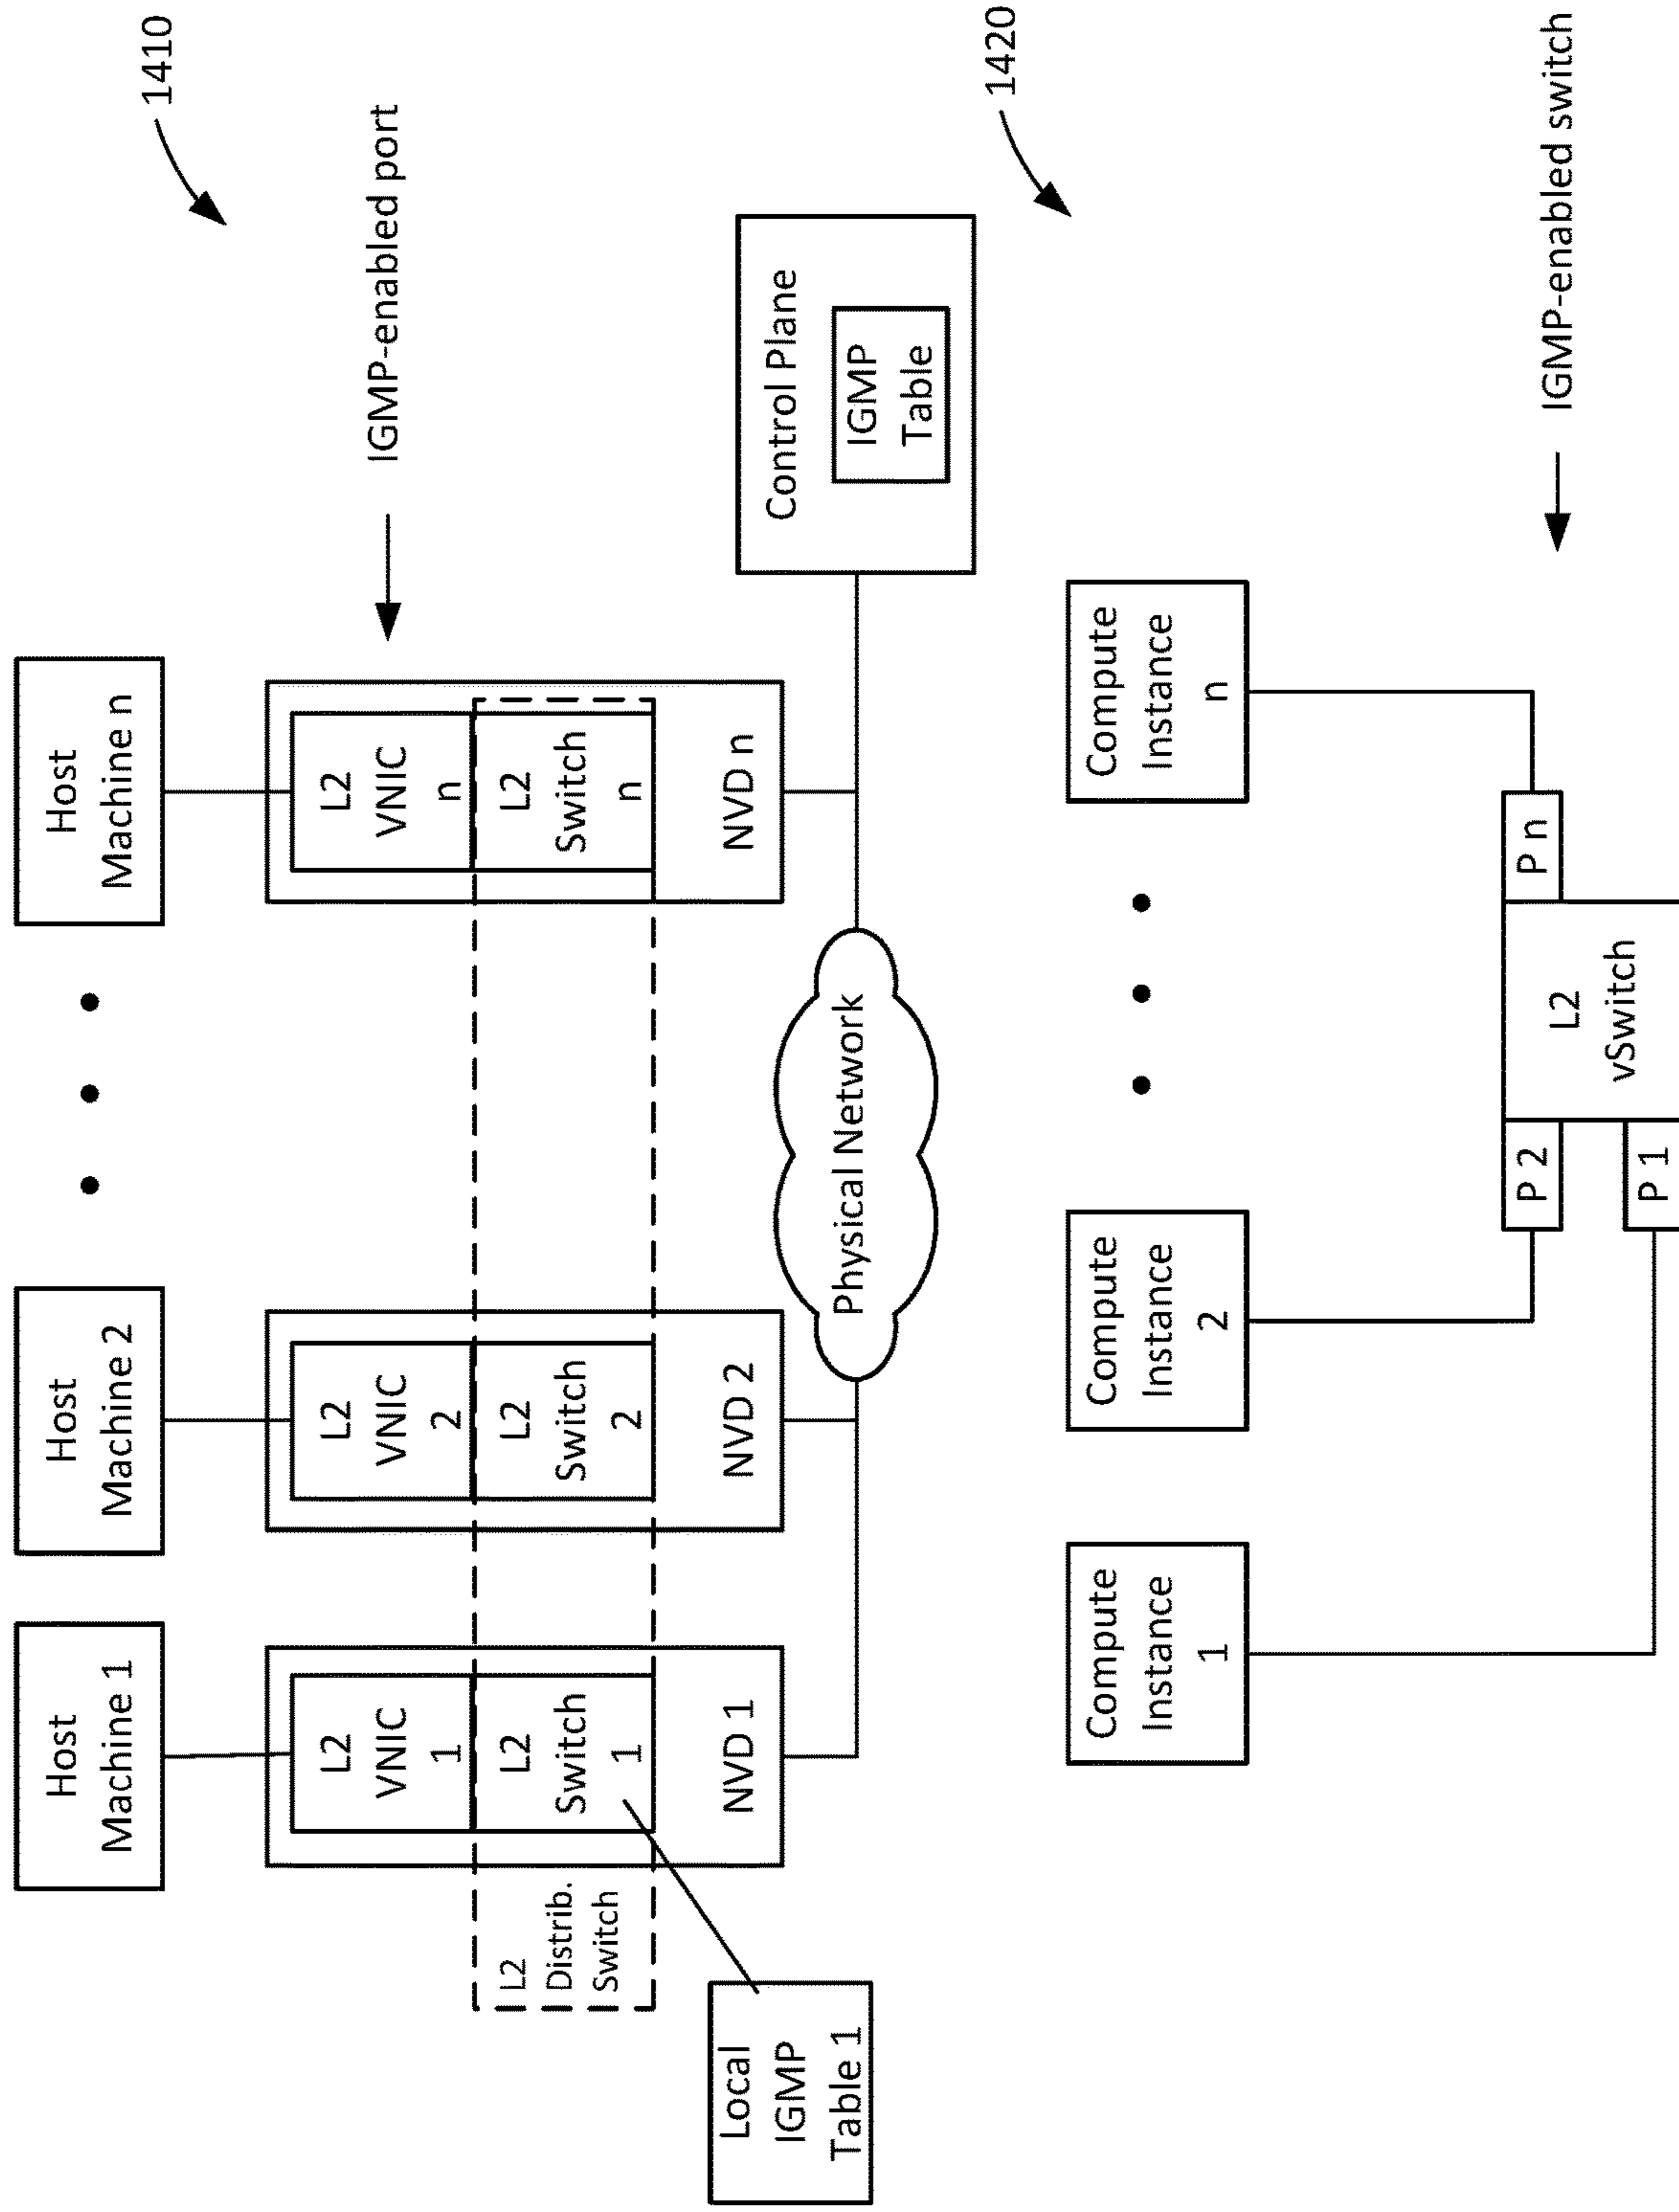 1410
Host
Machine 1
Host
Machine 2
Host
Machine n
IGMP-enabled port
L2
VNIC
1
L2
VNIC
2
L2
VNIC
n
L2
Distrib.
Switch
L2
Switch
1
L2
Switch
2
L2
Switch
n
NVD 1
NVD 2
NVD n
Local
IGMP
Table 1
Physical Network
Control Plane
IGMP
Table
1420
Compute
Instance
1
Compute
Instance
2
Compute
Instance
n
P 2
P n
L2
vSwitch
P 1
IGMP-enabled switch